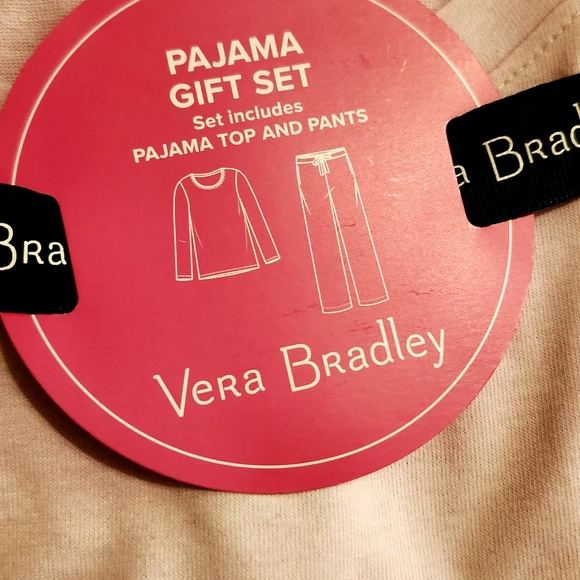 PAJAMA
GIFT SET
Set includes
PAJAMA TOP AND PANTS
Vera Bradley
Bra
a Brad